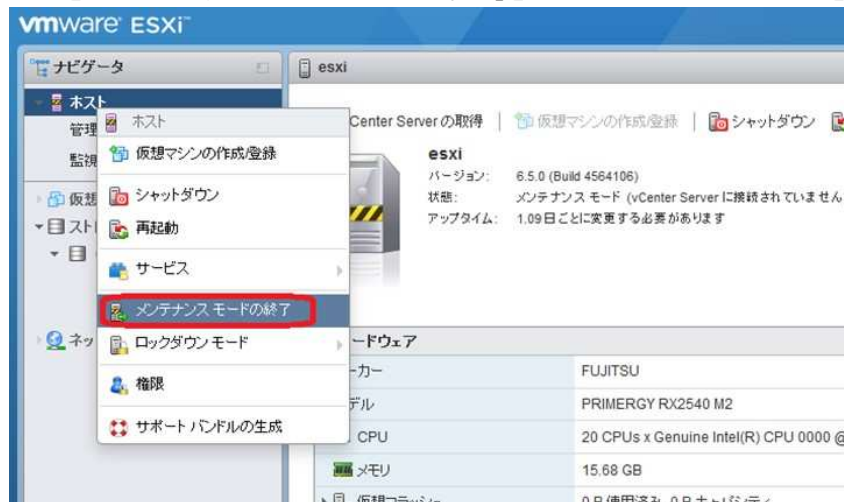 vmware ESXi™
ナビゲータ
esxi
ホスト
管理
監視
仮想
スト
ネッ
ホスト
仮想マシンの作成/登録
シャットダウン
再起動
サービス
メンテナンス モードの終了
ロックダウン モード
権限
サポート バンドルの生成
Center Serverの取得 | 仮想マシンの作成/登録 | シャットダウン
esxi
バージョン: 6.5.0 (Build 4564106)
状態: メンテナンス モード (vCenter Server に接続されていません
アップタイム: 1.09 日ごとに変更する必要があります
ードウェア
ーカー FUJITSU
デル PRIMERGY RX2540 M2
CPU 20 CPUs x Genuine Intel(R) CPU 0000 @
メモリ 15.68 GB